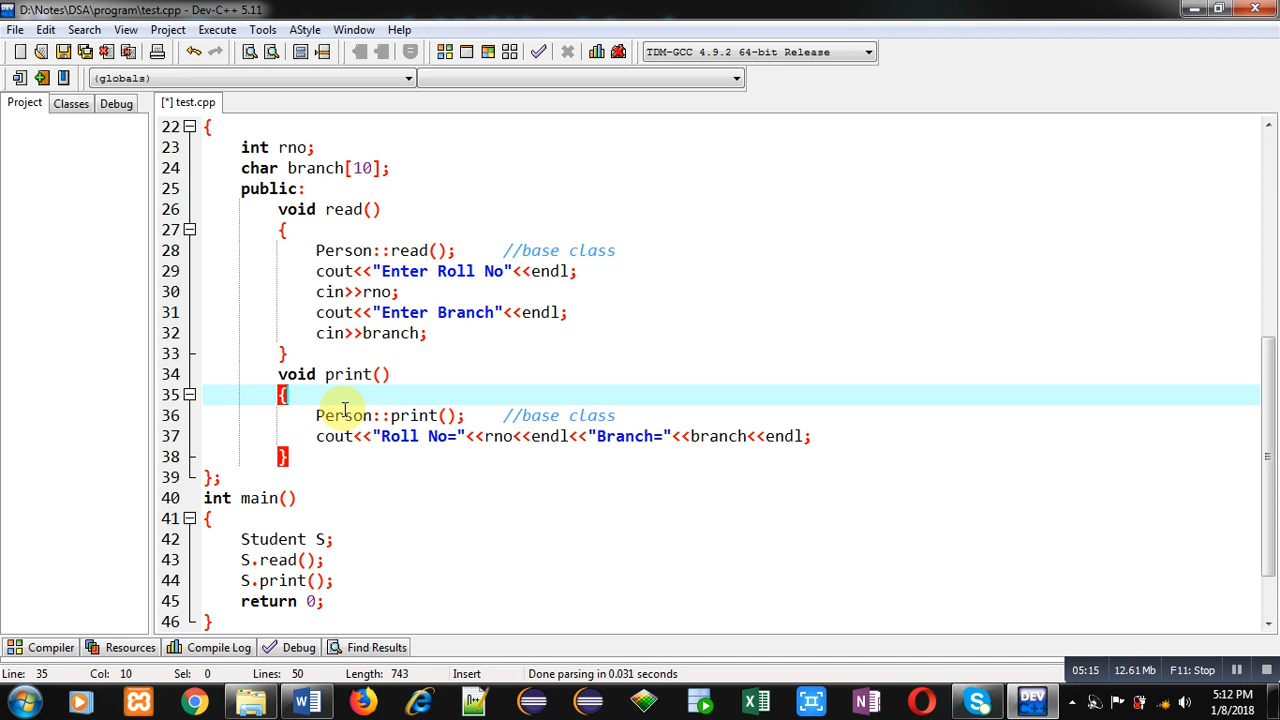 D:\Notes\DSA\program\test.cpp - Dev-C++ 5.11
File Edit Search View Project Execute Tools AStyle Window Help
TDM-GCC 4.9.2 64-bit Release
(globals)
Project Classes Debug [*] test.cpp
22 {
23 int rno;
24 char branch[10];
25 public:
26 void read()
27 {
28 Person::read(); //base class
29 cout<<"Enter Roll No"<<endl;
30 cin>>rno;
31 cout<<"Enter Branch"<<endl;
32 cin>>branch;
33 }
34 void print()
35 {
36 Person::print(); //base class
37 cout<<"Roll No="<<rno<<endl<<"Branch="<<branch<<endl;
38 }
39 };
40 int main()
41 {
42 Student S;
43 S.read();
44 S.print();
45 return 0;
46 }
Compiler Resources Compile Log Debug Find Results
Line: 35 Col: 10 Sel: 0 Lines: 50 Length: 743 Insert Done parsing in 0.031 seconds
05:15 12.61 Mb F11: Stop
5:12 PM
1/8/2018